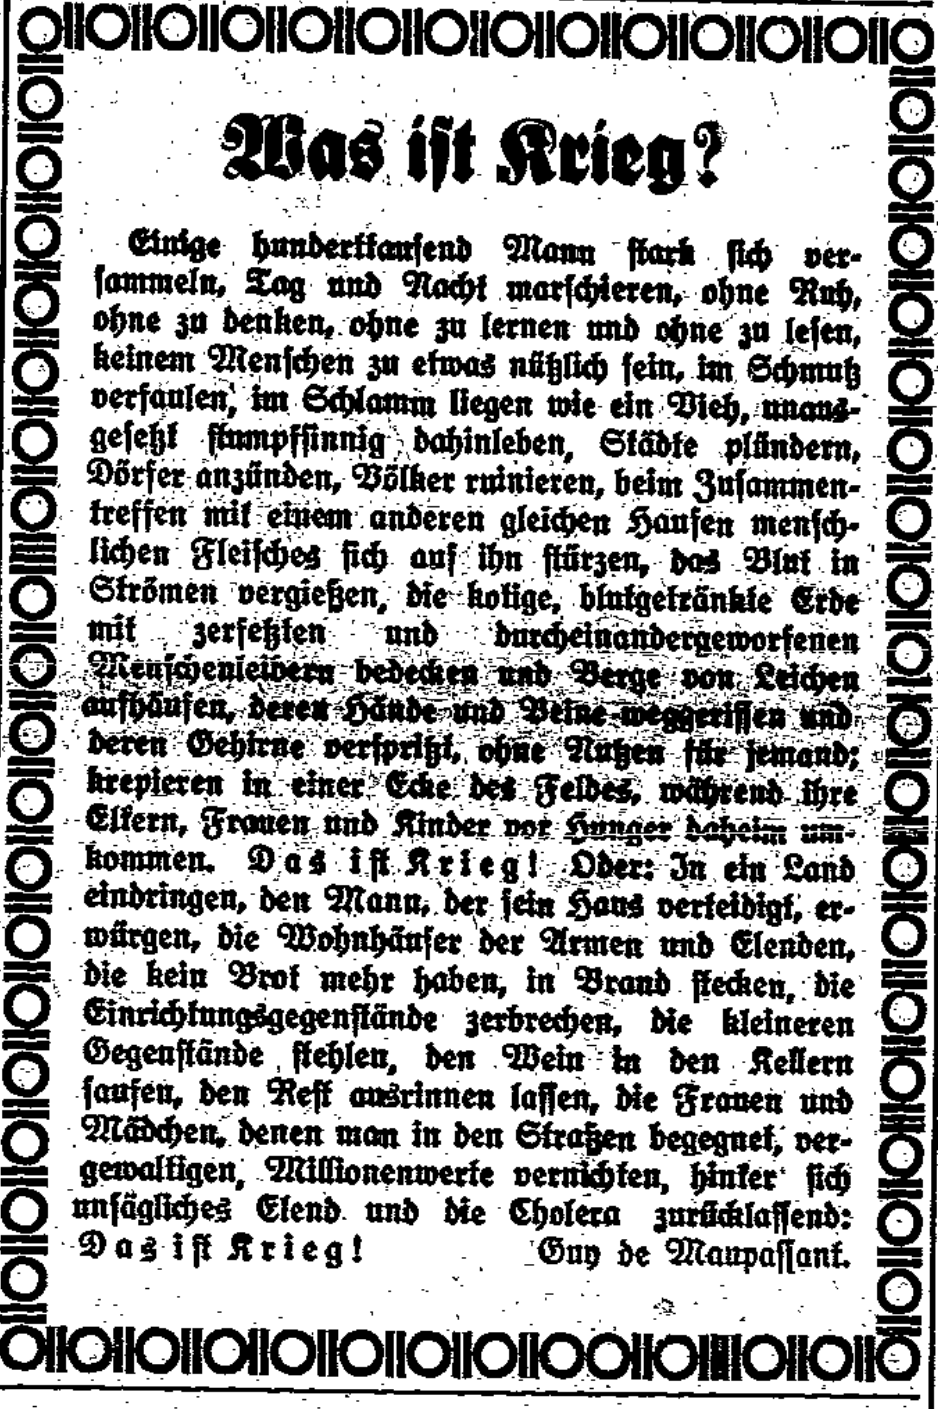 Was ist Krieg?
Einige hunderttausend Mann stark sich ver-
sammeln, Tag und Nacht marschieren, ohne Ruh,
ohne zu denken, ohne zu lernen und ohne zu lesen,
keinem Menschen zu etwas nützlich sein, im Schmutz
verfaulen, im Schlamm liegen wie ein Vieh, unaus-
gesetzt stumpfsinnig dahinleben, Städte plündern,
Dörfer anzünden, Völker ruinieren, beim Zusammen-
treffen mit einem anderen gleichen Haufen mensch-
lichen Fleisches sich auf ihn stürzen, das Blut in
Strömen vergießen, die kotige, blutgetränkte Erde
mit zerfetzten und durcheinandergeworfenen
Menschenleibern bedecken und Berge von Leichen
aufhäufen, deren Hände und Beine weggerissen und
deren Gehirne verspritzt, ohne Nutzen für jemand;
krepieren in einer Ecke des Feldes, während ihre
Eltern, Frauen und Kinder vor Hunger daheim um-
kommen. Das ist Krieg! Oder: In ein Land
eindringen, den Mann, der sein Haus verteidigt, er-
würgen, die Wohnhäuser der Armen und Elenden,
die kein Brot mehr haben, in Brand stecken, die
Einrichtungsgegenstände zerbrechen, die kleineren
Gegenstände stehlen, den Wein in den Kellern
saufen, den Rest ausrinnen lassen, die Frauen und
Mädchen, denen man in den Straßen begegnet, ver-
gewaltigen, Millionenwerte vernichten, hinter sich
unsägliches Elend und die Cholera zurücklassend:
Das ist Krieg! Guy de Maupassant.